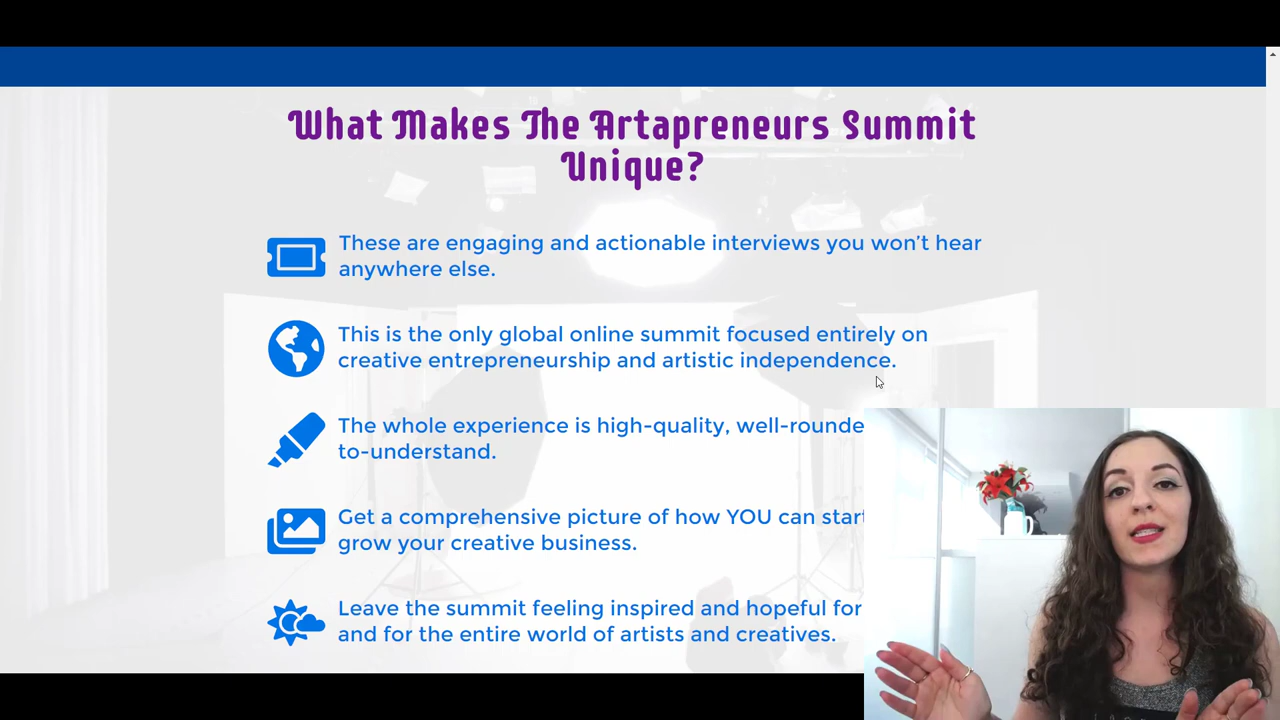 What Makes The Artapreneurs Summit
Unique?
These are engaging and actionable interviews you won’t hear
anywhere else.
This is the only global online summit focused entirely on
creative entrepreneurship and artistic independence.
The whole experience is high-quality, well-rounde
to-understand.
Get a comprehensive picture of how YOU can start
grow your creative business.
Leave the summit feeling inspired and hopeful for
and for the entire world of artists and creatives.